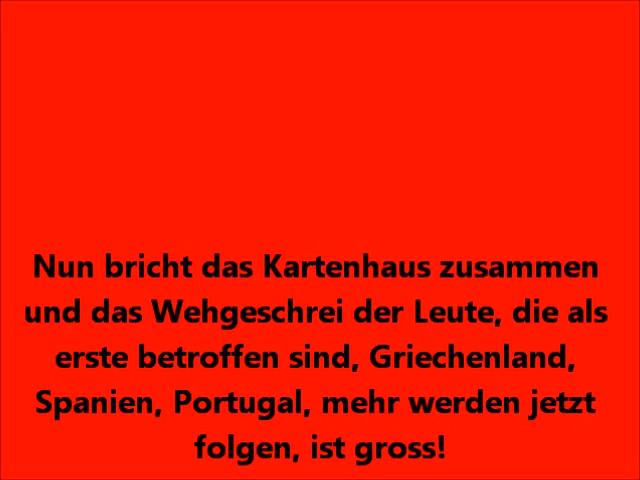 Nun bricht das Kartenhaus zusammen
und das Wehgeschrei der Leute, die als
erste betroffen sind, Griechenland,
Spanien, Portugal, mehr werden jetzt
folgen, ist gross!